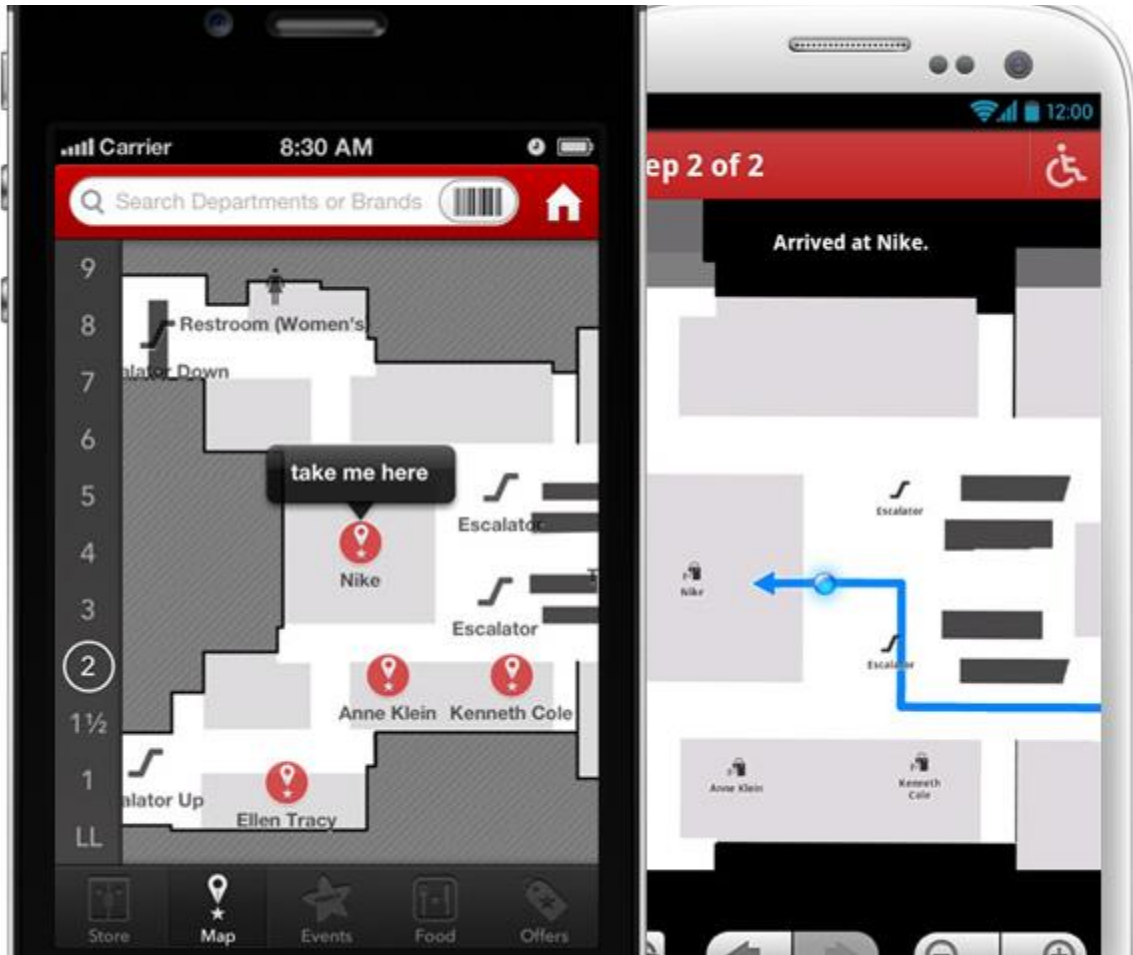 Carrier 8:30 AM
Search Departments or Brands
9
8
7
6
5
4
3
2
1½
1
LL
Restroom (Women's
alator Down
take me here
Escalator
Nike
Escalator
Anne Klein Kenneth Cole
alator Up
Ellen Tracy
Store Map Events Food Offers
12:00
ep 2 of 2
Arrived at Nike.
Escalator
Nike
Escalator
Anne Klein
Kenneth
Cole